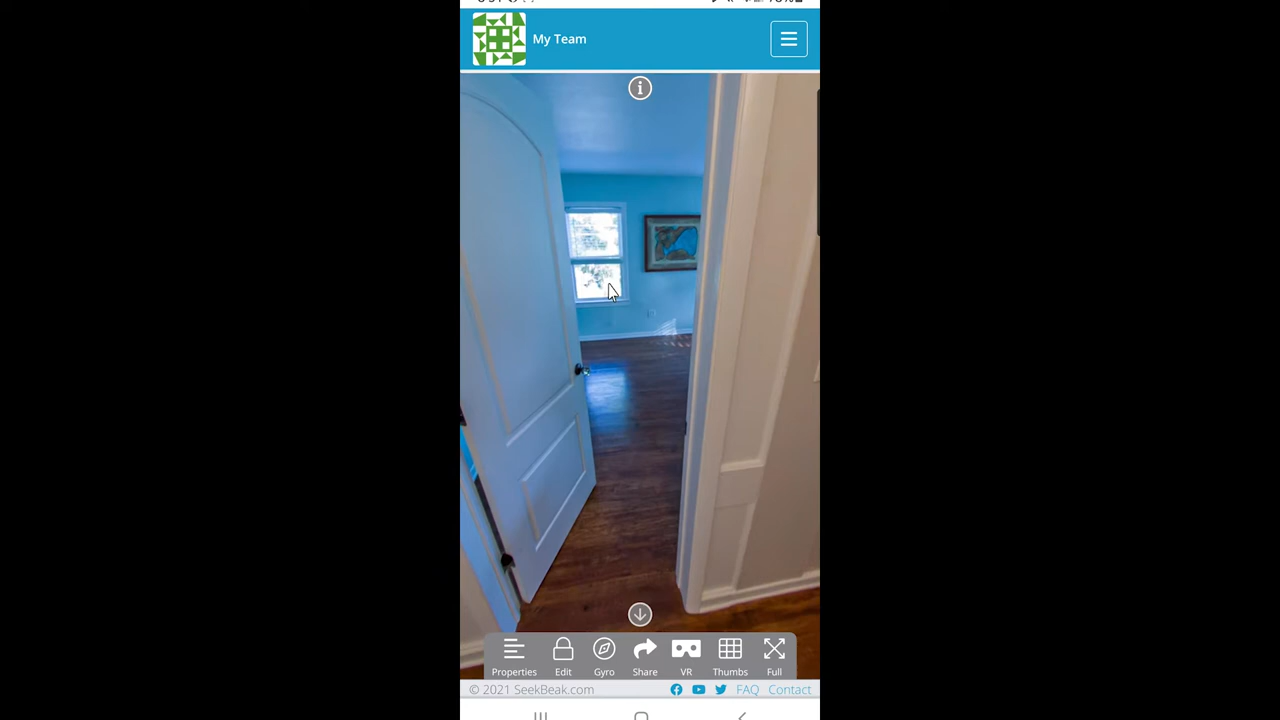 My Team
Properties
Edit
Gyro
Share
VR
Thumbs
Full
© 2021 SeekBeak.com
FAQ
Contact